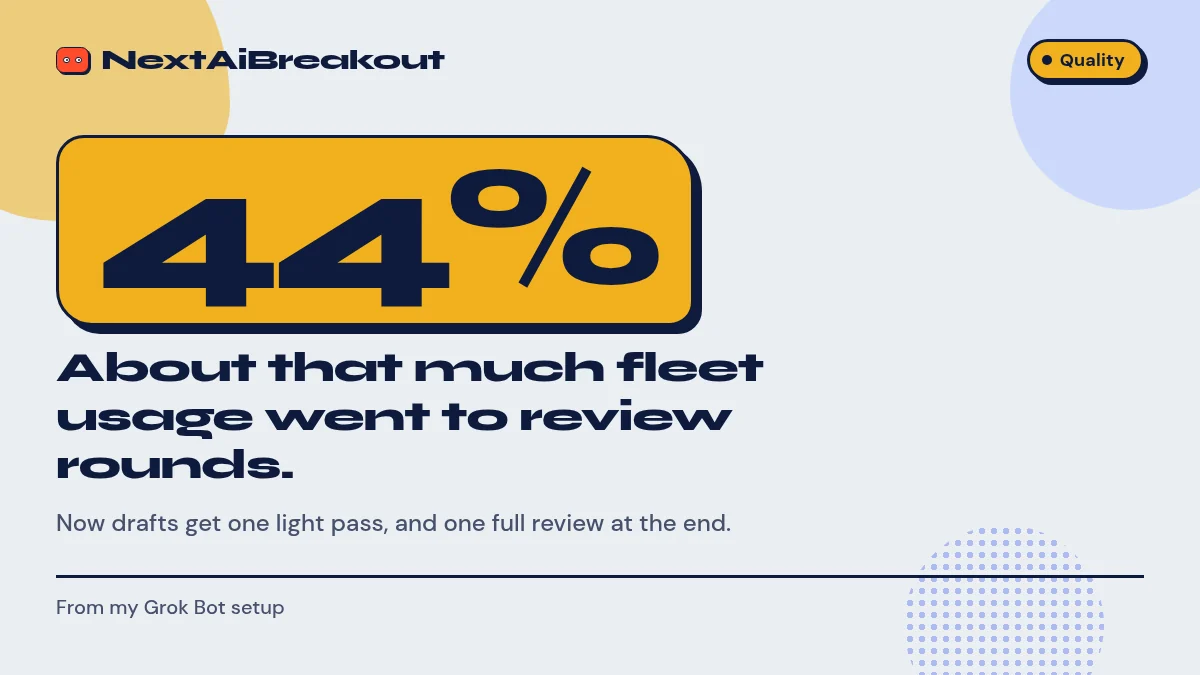 NextAiBreakout
Quality
44%
About that much fleet
usage went to review
rounds.
Now drafts get one light pass, and one full review at the end.
From my Grok Bot setup